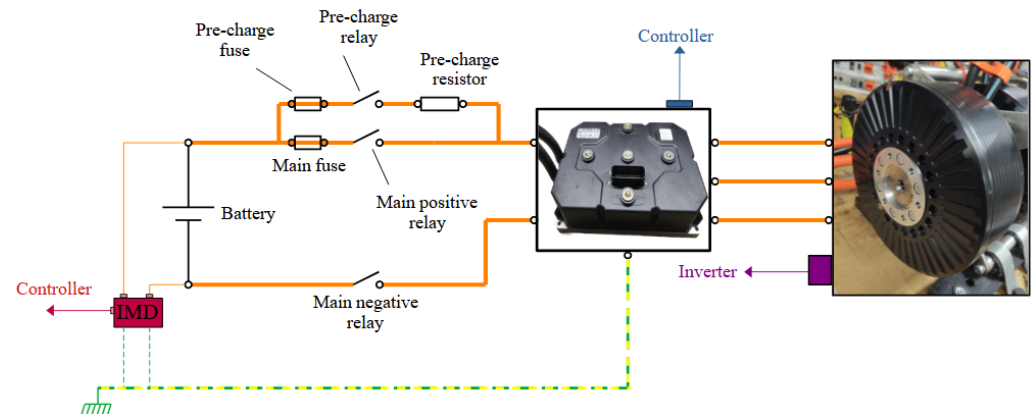 Pre-charge
fuse
Pre-charge
relay
Pre-charge
resistor
Controller
Main fuse
Main positive
relay
Battery
Inverter
Controller
IMD
Main negative
relay